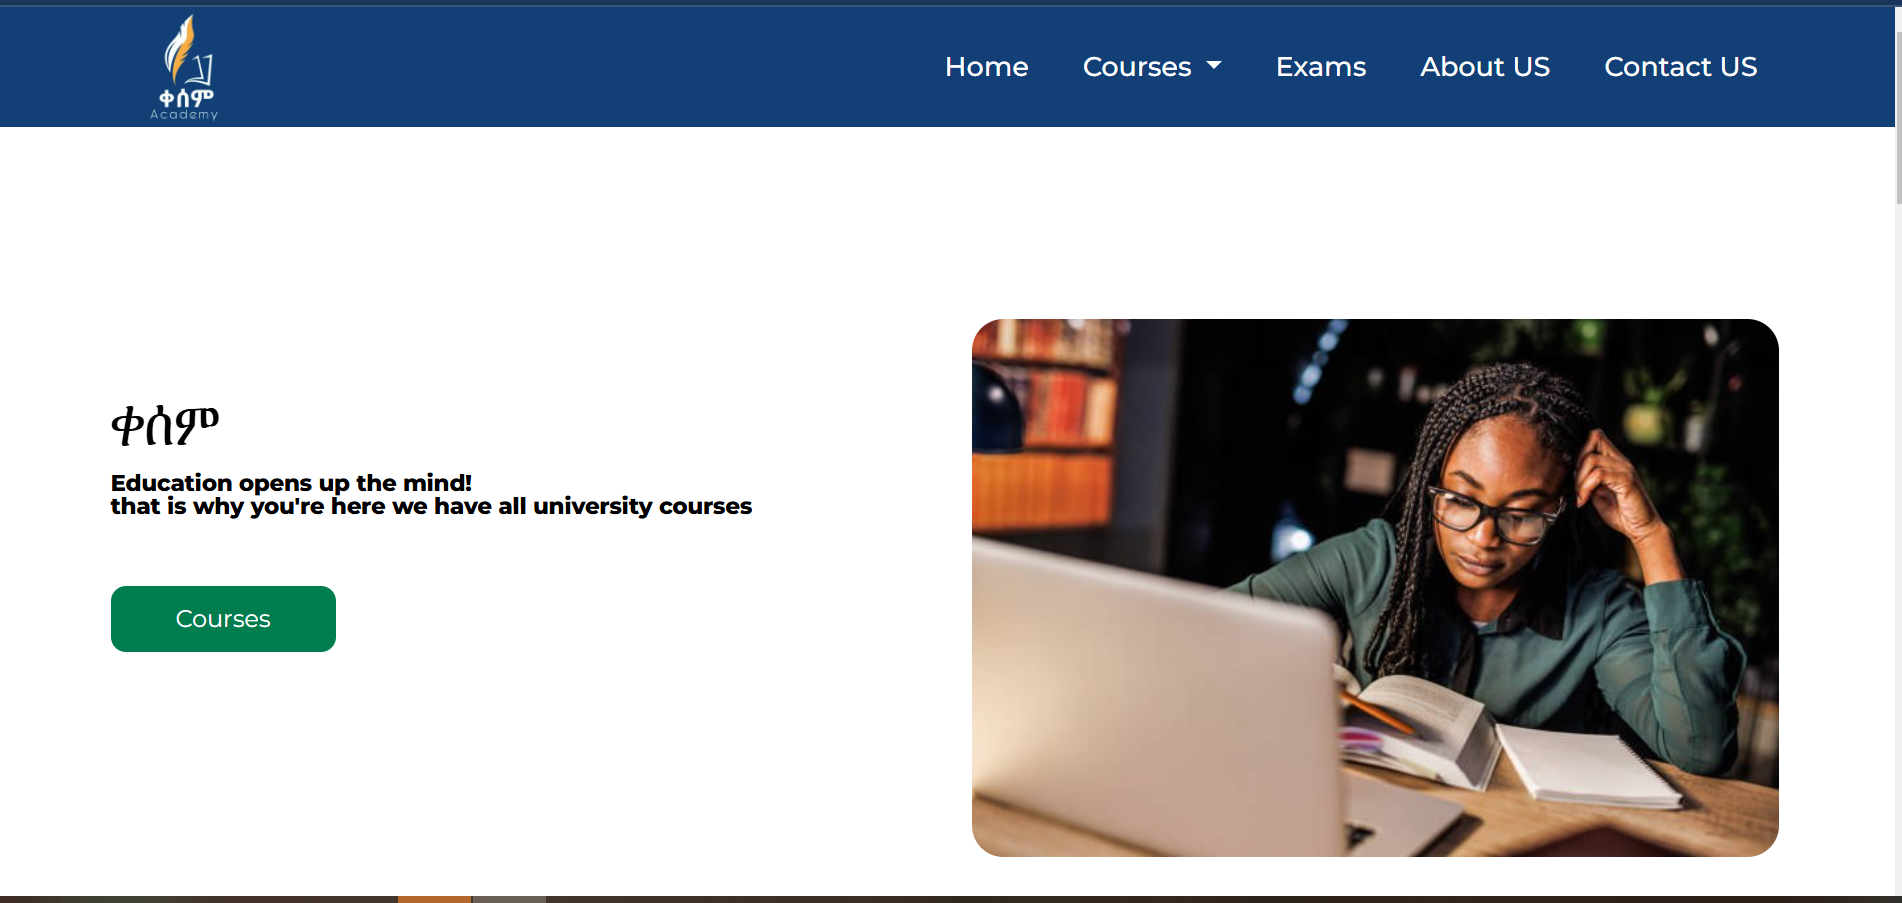 ቀሰም
Academy
Home
Courses
Exams
About US
Contact US
ቀሰም
Education opens up the mind!
that is why you're here we have all university courses
Courses